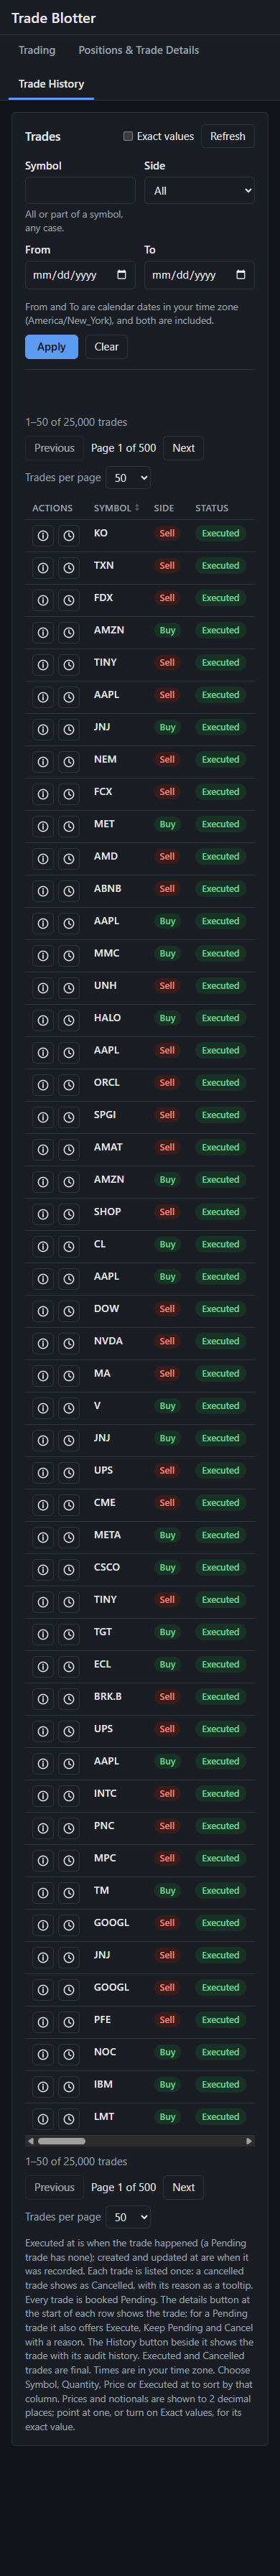 Trade Blotter
Trading Positions & Trade Details
Trade History
Trades Exact values Refresh
Symbol Side
All
All or part of a symbol,
any case.
From To
mm/dd/yyyy mm/dd/yyyy
From and To are calendar dates in your time zone
(America/New_York), and both are included.
Apply Clear
1–50 of 25,000 trades
Previous Page 1 of 500 Next
Trades per page 50
ACTIONS SYMBOL SIDE STATUS
KO Sell Executed
TXN Sell Executed
FDX Sell Executed
AMZN Buy Executed
TINY Sell Executed
AAPL Sell Executed
JNJ Buy Executed
NEM Sell Executed
FCX Sell Executed
MET Buy Executed
AMD Sell Executed
ABNB Sell Executed
AAPL Buy Executed
MMC Buy Executed
UNH Sell Executed
HALO Buy Executed
AAPL Sell Executed
ORCL Sell Executed
SPGI Sell Executed
AMAT Sell Executed
AMZN Buy Executed
SHOP Sell Executed
CL Buy Executed
AAPL Buy Executed
DOW Sell Executed
NVDA Sell Executed
MA Sell Executed
V Buy Executed
JNJ Buy Executed
UPS Sell Executed
CME Sell Executed
META Buy Executed
CSCO Buy Executed
TINY Sell Executed
TGT Buy Executed
ECL Buy Executed
BRK.B Sell Executed
UPS Sell Executed
AAPL Buy Executed
INTC Sell Executed
PNC Sell Executed
MPC Sell Executed
TM Buy Executed
GOOGL Sell Executed
JNJ Sell Executed
GOOGL Sell Executed
PFE Sell Executed
NOC Buy Executed
IBM Buy Executed
LMT Buy Executed
1–50 of 25,000 trades
Previous Page 1 of 500 Next
Trades per page 50
Executed at is when the trade happened (a Pending
trade has none); created and updated at are when it
was recorded. Each trade is listed once: a cancelled
trade shows as Cancelled, with its reason as a tooltip.
Every trade is booked Pending. The details button at
the start of each row shows the trade; for a Pending
trade it also offers Execute, Keep Pending and Cancel
with a reason. The History button beside it shows the
trade with its audit history. Executed and Cancelled
trades are final. Times are in your time zone. Choose
Symbol, Quantity, Price or Executed at to sort by that
column. Prices and notionals are shown to 2 decimal
places; point at one, or turn on Exact values, for its
exact value.